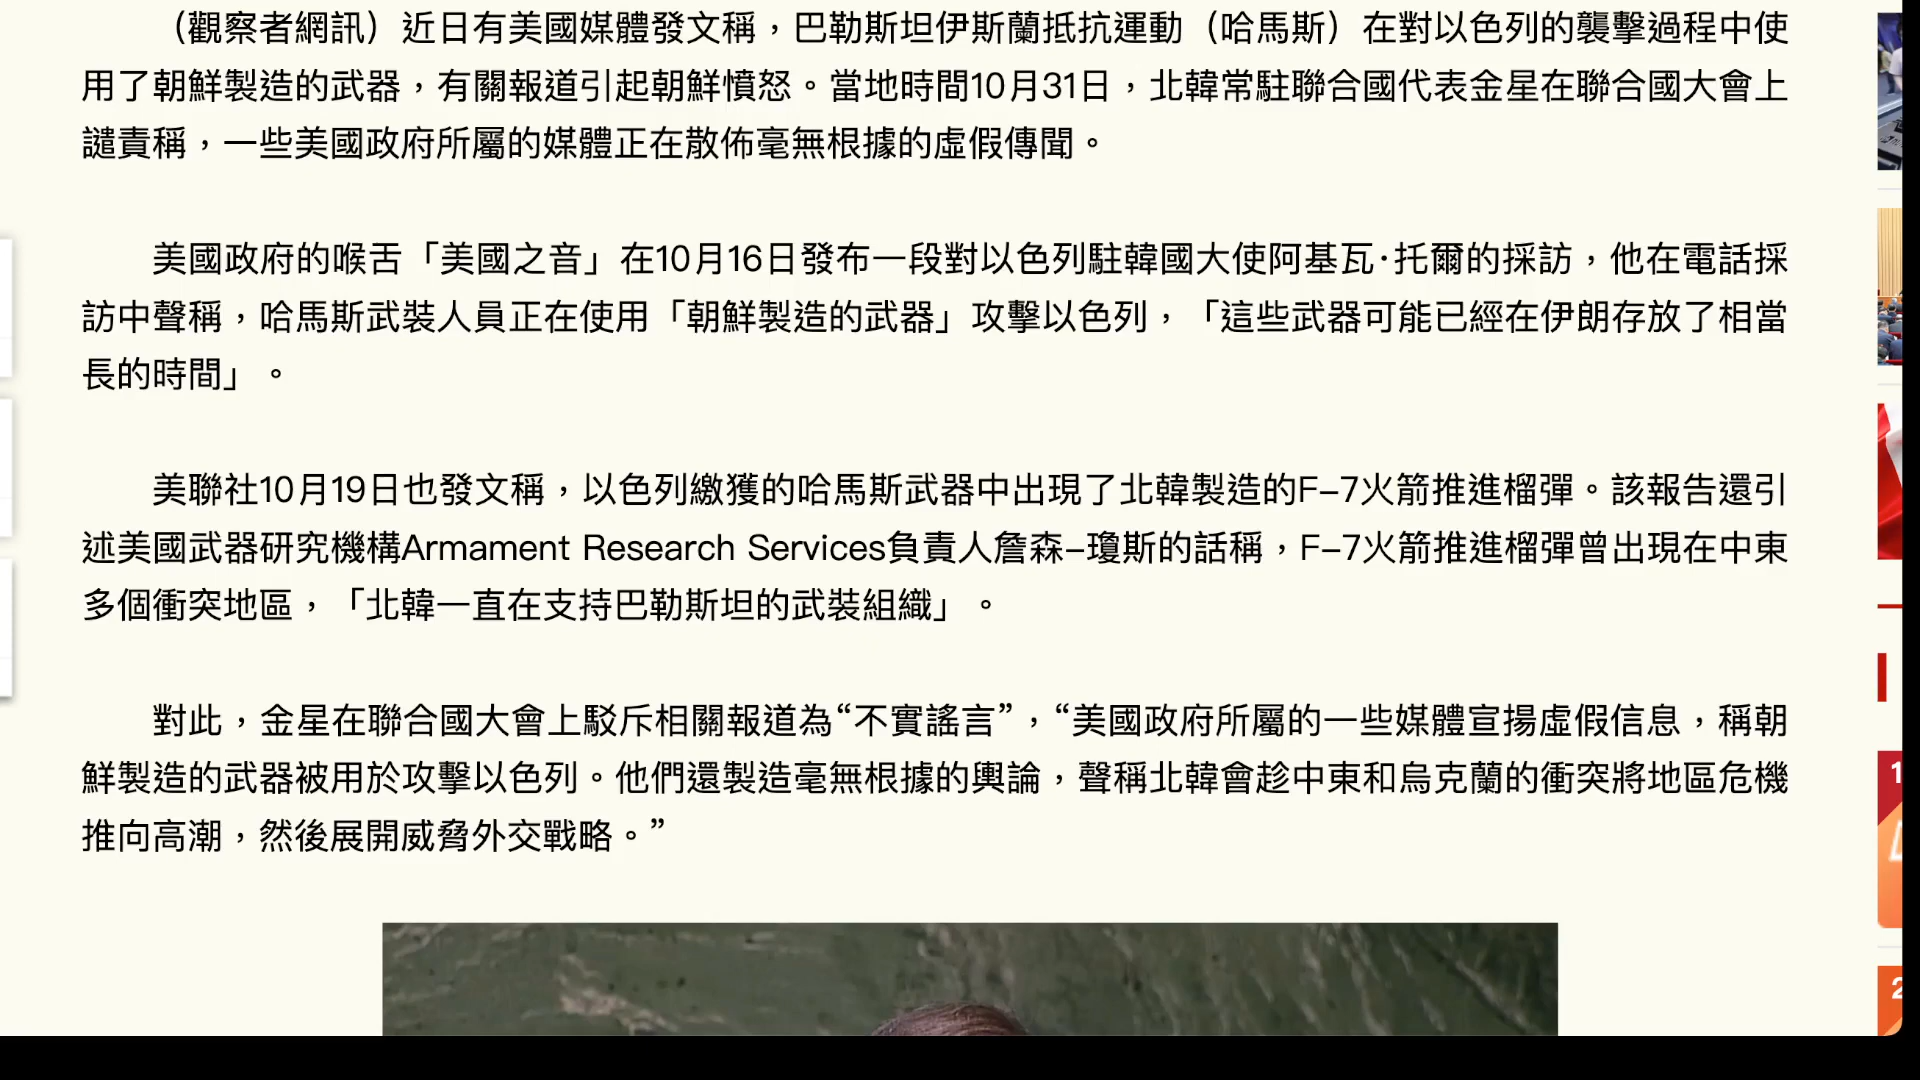 （觀察者網訊）近日有美國媒體發文稱，巴勒斯坦伊斯蘭抵抗運動（哈馬斯）在對以色列的襲擊過程中使
用了朝鮮製造的武器，有關報道引起朝鮮憤怒。當地時間10月31日，北韓常駐聯合國代表金星在聯合國大會上
譴責稱，一些美國政府所屬的媒體正在散佈毫無根據的虛假傳聞。
美國政府的喉舌「美國之音」在10月16日發布一段對以色列駐韓國大使阿基瓦·托爾的採訪，他在電話採
訪中聲稱，哈馬斯武裝人員正在使用「朝鮮製造的武器」攻擊以色列，「這些武器可能已經在伊朗存放了相當
長的時間」。
美聯社10月19日也發文稱，以色列繳獲的哈馬斯武器中出現了北韓製造的F–7火箭推進榴彈。該報告還引
述美國武器研究機構Armament Research Services負責人詹森–瓊斯的話稱，F–7火箭推進榴彈曾出現在中東
多個衝突地區，「北韓一直在支持巴勒斯坦的武裝組織」。
對此，金星在聯合國大會上駁斥相關報道為“不實謠言”，“美國政府所屬的一些媒體宣揚虛假信息，稱朝
鮮製造的武器被用於攻擊以色列。他們還製造毫無根據的輿論，聲稱北韓會趁中東和烏克蘭的衝突將地區危機
推向高潮，然後展開威脅外交戰略。”
1
2